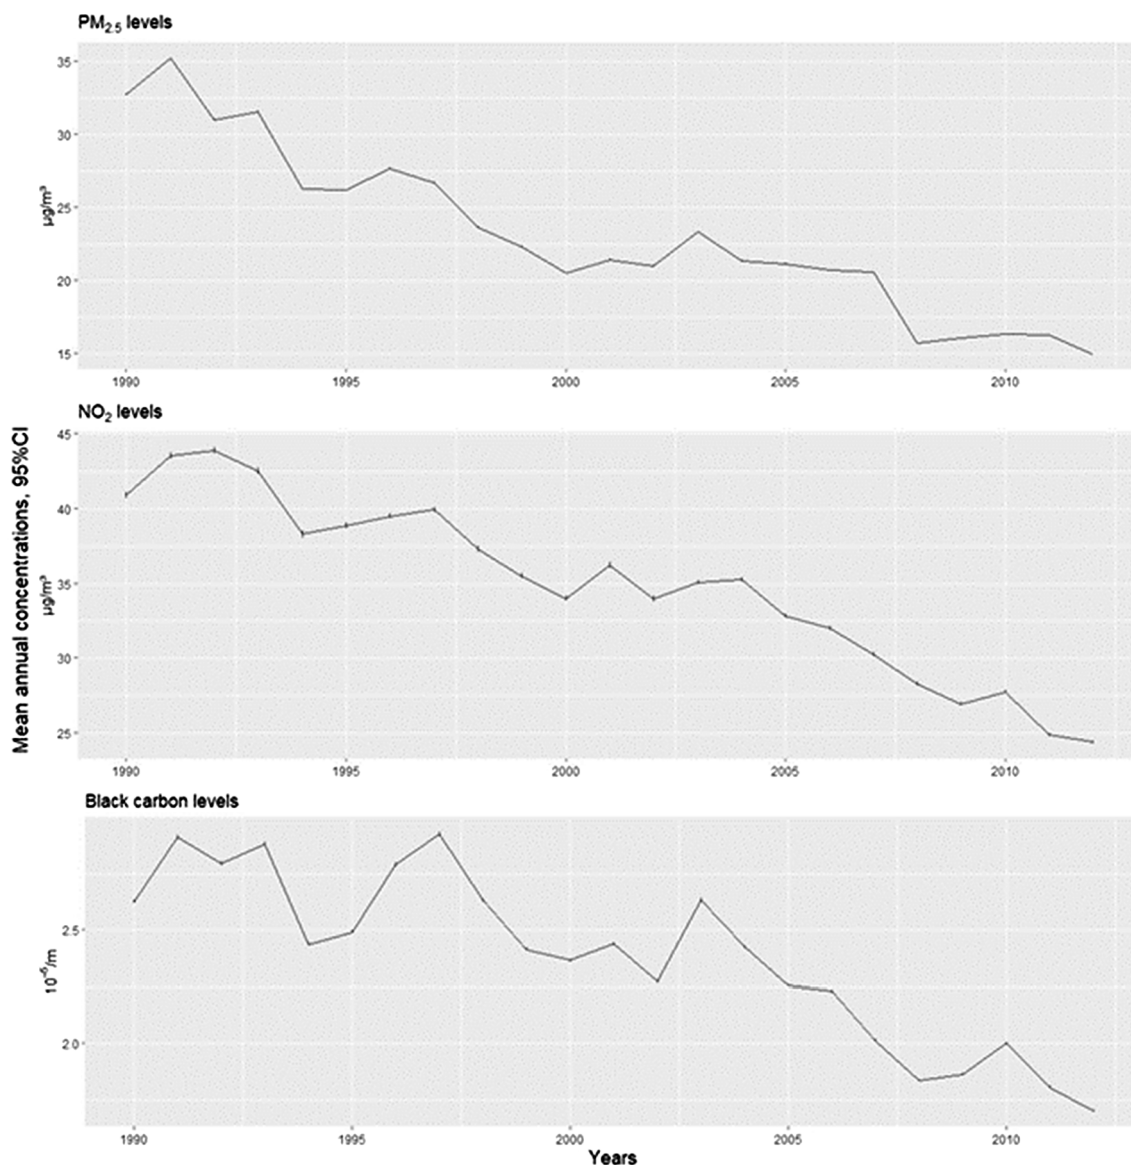 PM2.5 levels
35
30
25
20
15
µg/m³
1990 1995 2000 2005 2010
NO2 levels
45
40
35
30
25
µg/m³
1990 1995 2000 2005 2010
Mean annual concentrations, 95%CI
Black carbon levels
2.5
2.0
10⁻⁵/m
1990 1995 2000 2005 2010
Years